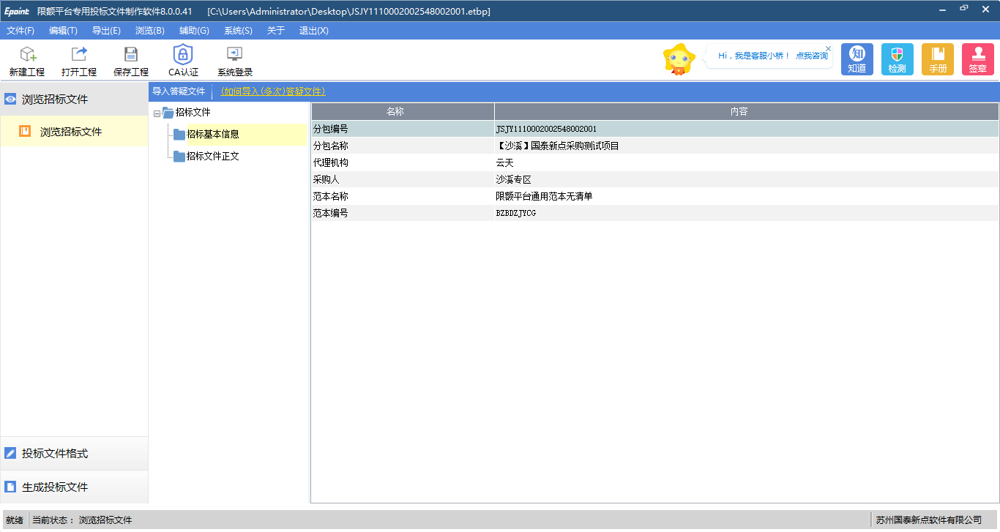 Epoint 限额平台专用投标文件制作软件8.0.0.41 [C:\Users\Administrator\Desktop\JSJY1110002002548002001.etbp]
文件(F) 编辑(T) 导出(E) 浏览(B) 辅助(G) 系统(S) 关于 退出(X)
新建工程 打开工程 保存工程 CA认证 系统登录
Hi，我是客服小桥！ 点我咨询
知 知道 检测 手册 签章
浏览招标文件
浏览招标文件
投标文件格式
生成投标文件
导入答疑文件 (如何导入(多次)答疑文件)
招标文件
招标基本信息
招标文件正文
名称 内容
分包编号 JSJY1110002002548002001
分包名称 【沙溪】国泰新点采购测试项目
代理机构 云天
采购人 沙溪专区
范本名称 限额平台通用范本无清单
范本编号 BZBDZJYCG
就绪 当前状态： 浏览招标文件 苏州国泰新点软件有限公司